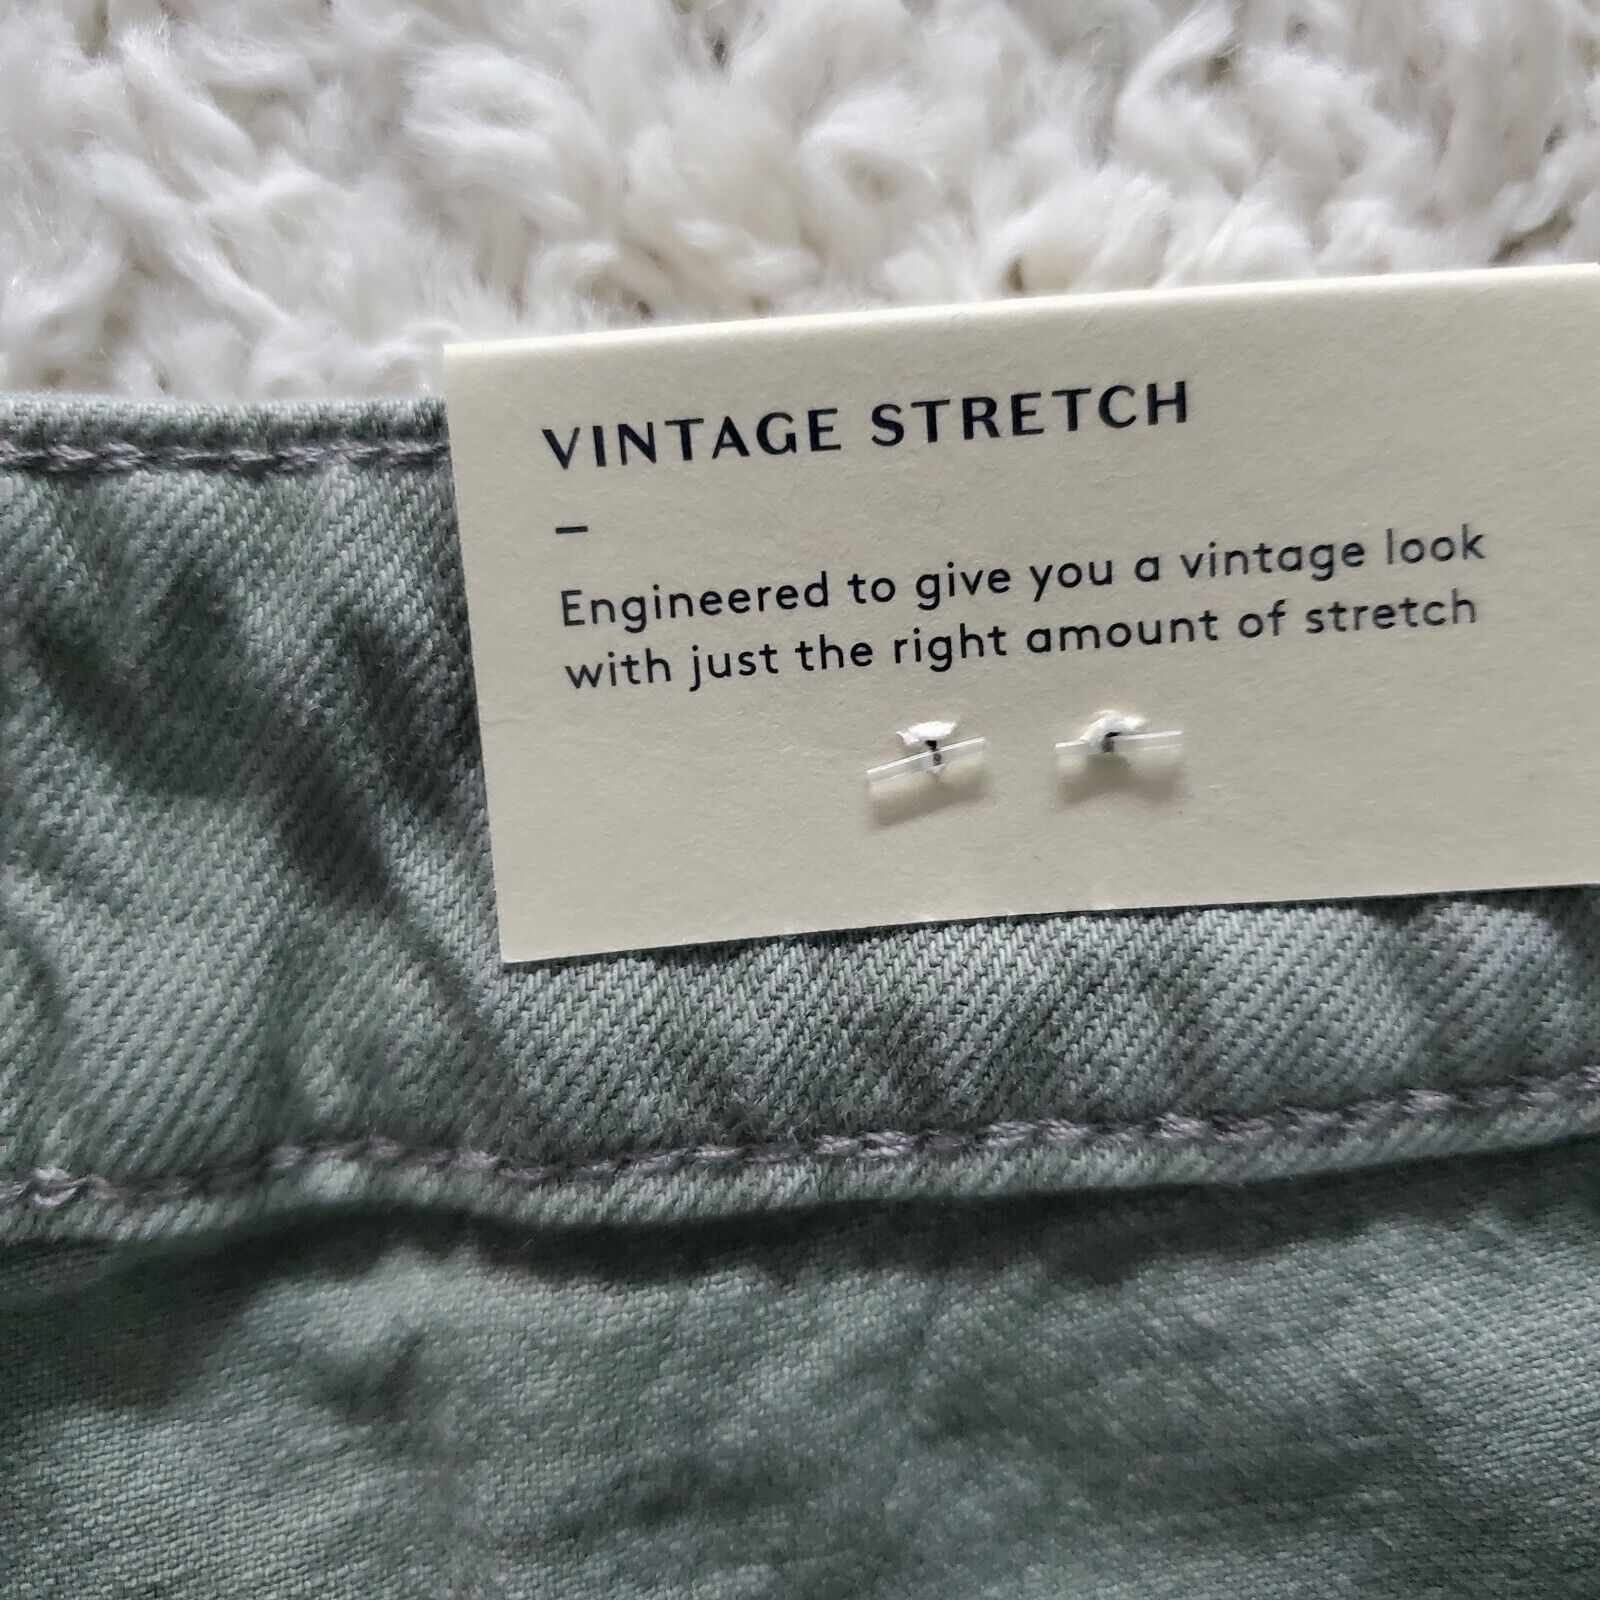 VINTAGE STRETCH
–
Engineered to give you a vintage look
with just the right amount of stretch